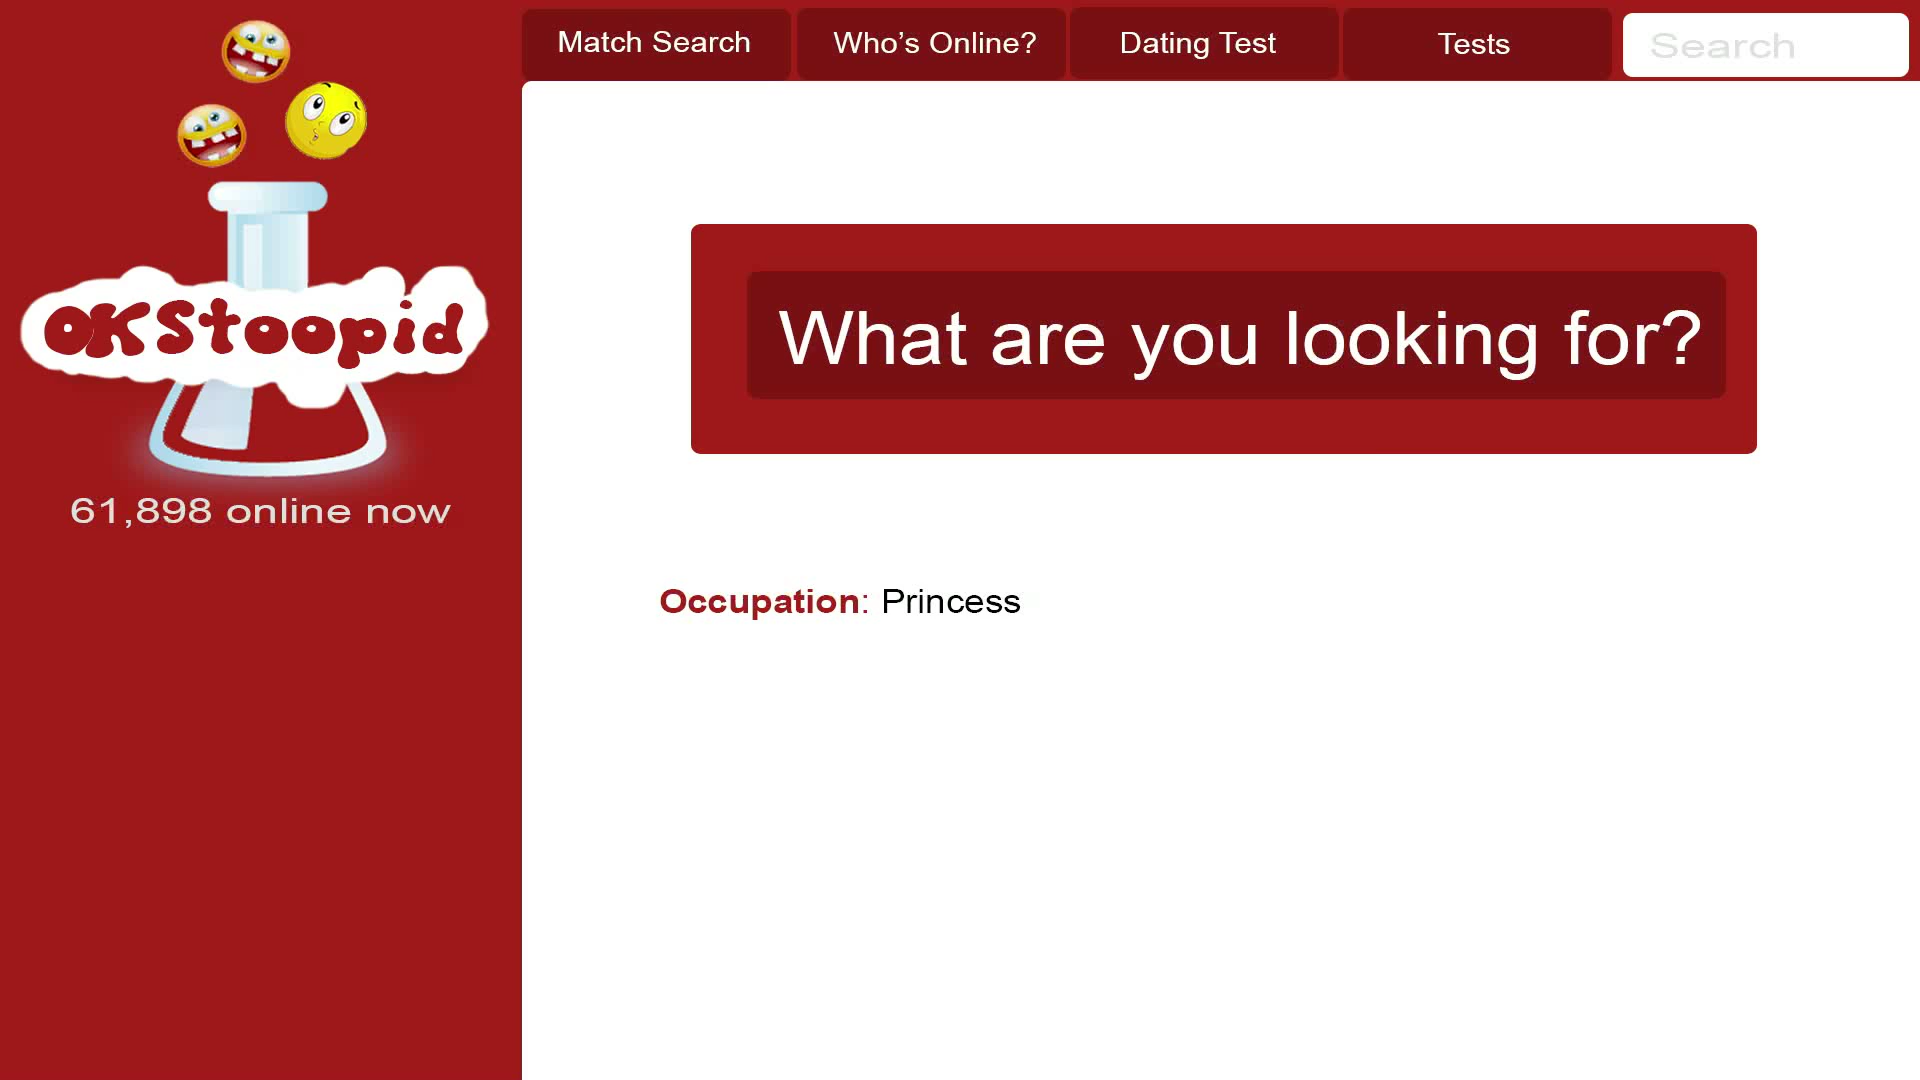 Match Search
Who's Online?
Dating Test
Tests
Search
OKStoopid
61,898 online now
What are you looking for?
Occupation: Princess